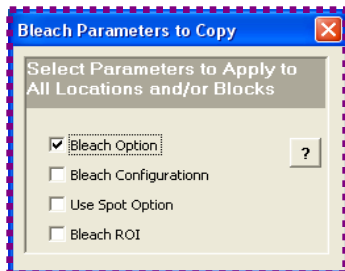 Bleach Parameters to Copy
Select Parameters to Apply to
All Locations and/or Blocks
Bleach Option
?
Bleach Configurationn
Use Spot Option
Bleach ROI